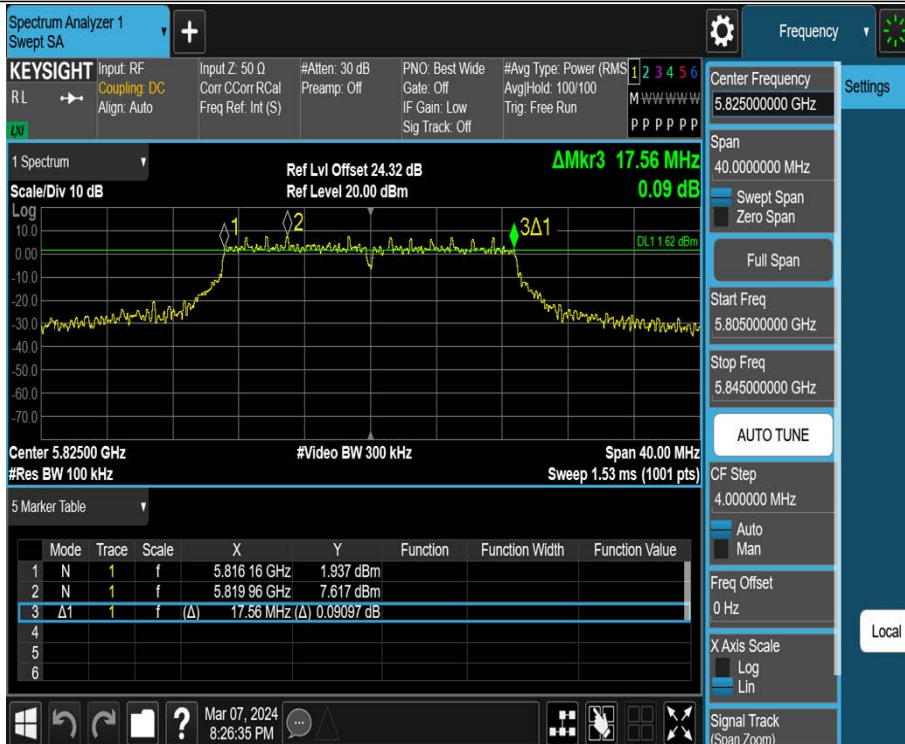 Spectrum Analyzer 1
Swept SA
+
Frequency
KEYSIGHT
R L
LXI
Input: RF
Coupling: DC
Align: Auto
Input Z: 50 Ω
Corr CCorr RCal
Freq Ref: Int (S)
#Atten: 30 dB
Preamp: Off
PNO: Best Wide
Gate: Off
IF Gain: Low
Sig Track: Off
#Avg Type: Power (RMS
Avg|Hold: 100/100
Trig: Free Run
1 2 3 4 5 6
M W W W W W
P P P P P P
1 Spectrum
Scale/Div 10 dB
Ref Lvl Offset 24.32 dB
Ref Level 20.00 dBm
ΔMkr3 17.56 MHz
0.09 dB
Log
10.0
0.00
-10.0
-20.0
-30.0
-40.0
-50.0
-60.0
-70.0
1
2
3Δ1
DL1 1.62 dBm
Center 5.82500 GHz
#Video BW 300 kHz
Span 40.00 MHz
#Res BW 100 kHz
Sweep 1.53 ms (1001 pts)
5 Marker Table
Mode Trace Scale X Y Function Function Width Function Value
1 N 1 f 5.816 16 GHz 1.937 dBm
2 N 1 f 5.819 96 GHz 7.617 dBm
3 Δ1 1 f (Δ) 17.56 MHz (Δ) 0.09097 dB
4
5
6
?
Mar 07, 2024
8:26:35 PM
Center Frequency
5.825000000 GHz
Span
40.0000000 MHz
Swept Span
Zero Span
Full Span
Start Freq
5.805000000 GHz
Stop Freq
5.845000000 GHz
AUTO TUNE
CF Step
4.000000 MHz
Auto
Man
Freq Offset
0 Hz
X Axis Scale
Log
Lin
Signal Track
(Span Zoom)
Settings
Local